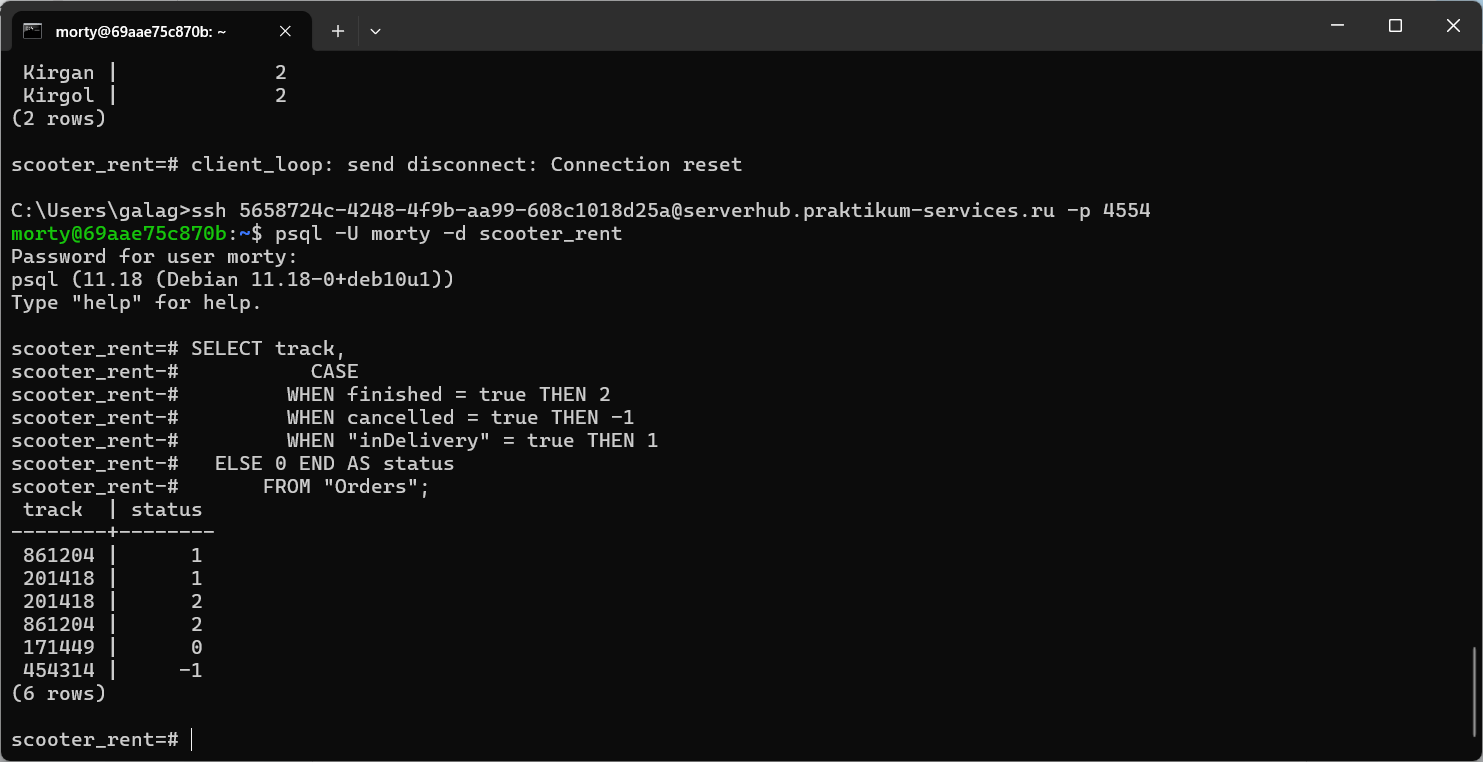 morty@69aae75c870b: ~
Kirgan |             2
Kirgol |             2
(2 rows)
scooter_rent=# client_loop: send disconnect: Connection reset
C:\Users\galag>ssh 5658724c-4248-4f9b-aa99-608c1018d25a@serverhub.praktikum-services.ru -p 4554
morty@69aae75c870b:~$ psql -U morty -d scooter_rent
Password for user morty:
psql (11.18 (Debian 11.18-0+deb10u1))
Type "help" for help.
scooter_rent=# SELECT track,
scooter_rent-#           CASE
scooter_rent-#         WHEN finished = true THEN 2
scooter_rent-#         WHEN cancelled = true THEN -1
scooter_rent-#         WHEN "inDelivery" = true THEN 1
scooter_rent-#   ELSE 0 END AS status
scooter_rent-#       FROM "Orders";
 track  | status
--------+--------
 861204 |      1
 201418 |      1
 201418 |      2
 861204 |      2
 171449 |      0
 454314 |     -1
(6 rows)
scooter_rent=#